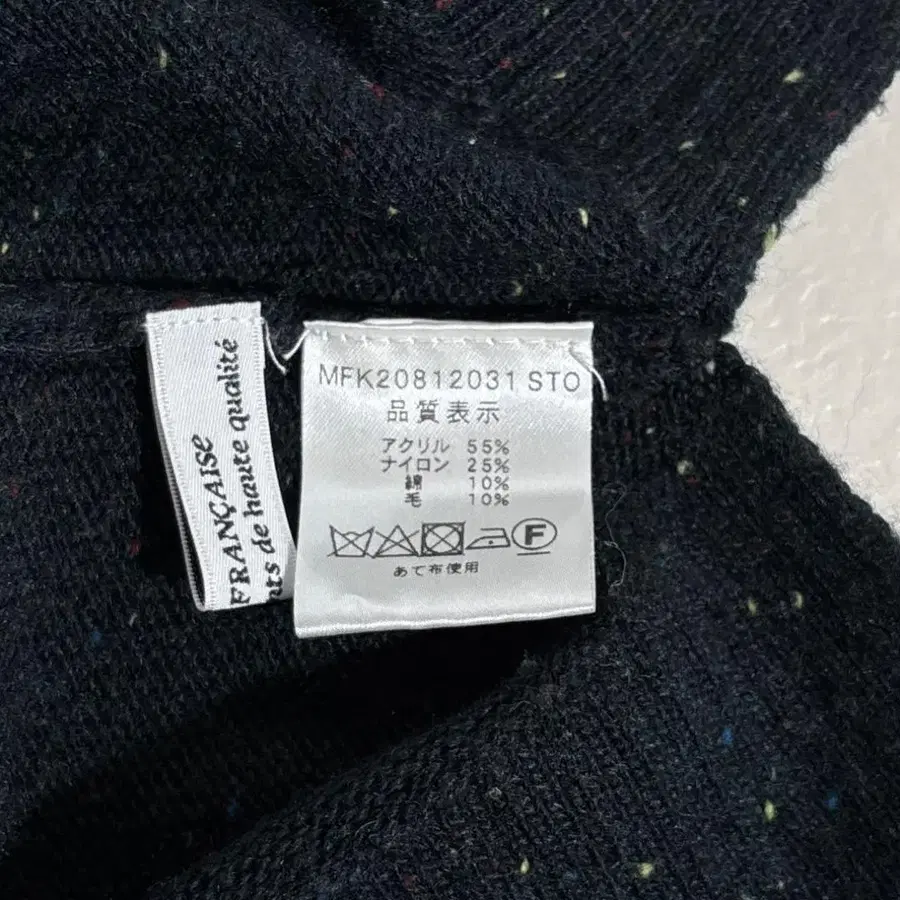 FRANÇAISE
nts de haute qualité
MFK20812031 STO
品質表示
アクリル 55%
ナイロン 25%
綿 10%
毛 10%
F
あて布使用